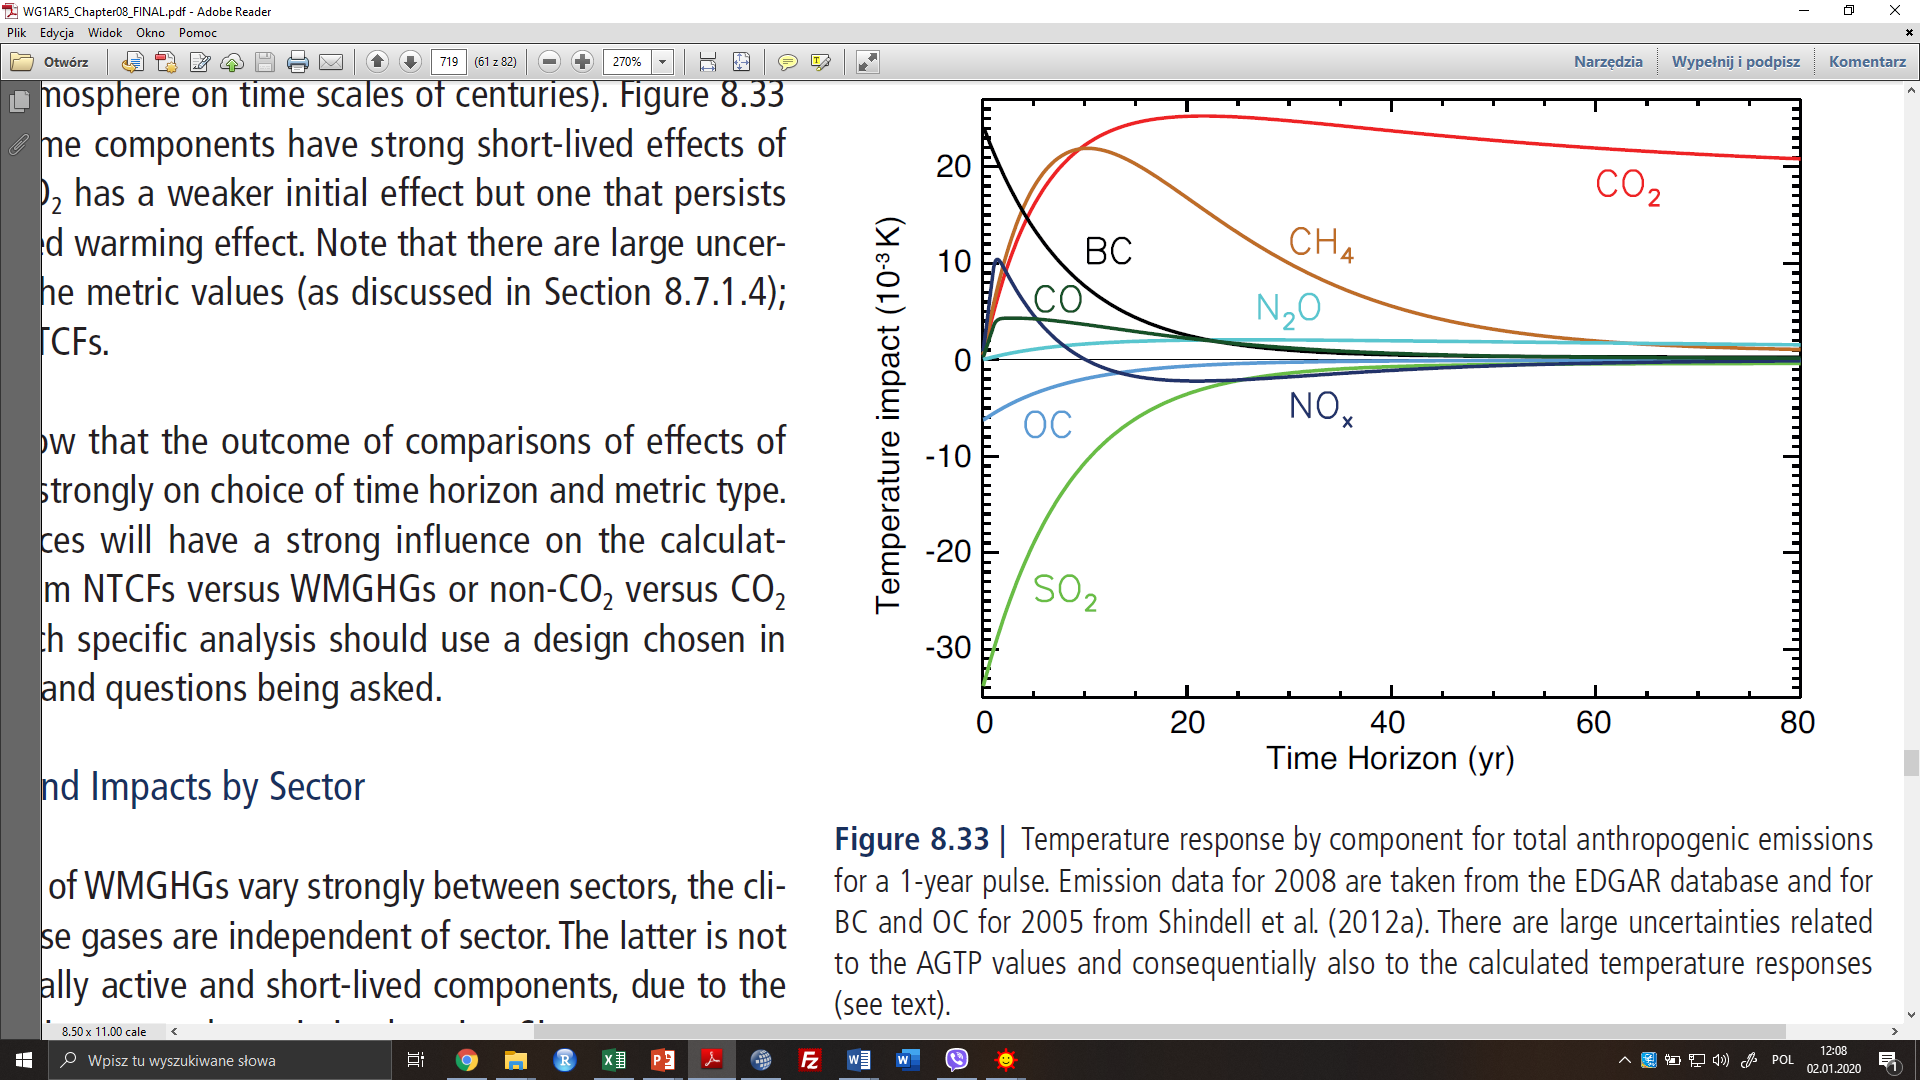 WG1AR5_Chapter08_FINAL.pdf - Adobe Reader
Plik Edycja Widok Okno Pomoc
Otwórz 719 (61 z 82) 270% Narzędzia Wypełnij i podpisz Komentarz
mosphere on time scales of centuries). Figure 8.33
me components have strong short-lived effects of
O2 has a weaker initial effect but one that persists
ed warming effect. Note that there are large uncer-
he metric values (as discussed in Section 8.7.1.4);
TCFs.
ow that the outcome of comparisons of effects of
strongly on choice of time horizon and metric type.
ces will have a strong influence on the calculat-
m NTCFs versus WMGHGs or non-CO2 versus CO2
ch specific analysis should use a design chosen in
and questions being asked.
nd Impacts by Sector
of WMGHGs vary strongly between sectors, the cli-
se gases are independent of sector. The latter is not
ally active and short-lived components, due to the
Temperature impact (10-3 K)
20
10
0
-10
-20
-30
CO2
CH4
BC
CO
N2O
OC
NOx
SO2
0 20 40 60 80
Time Horizon (yr)
Figure 8.33 | Temperature response by component for total anthropogenic emissions
for a 1-year pulse. Emission data for 2008 are taken from the EDGAR database and for
BC and OC for 2005 from Shindell et al. (2012a). There are large uncertainties related
to the AGTP values and consequentially also to the calculated temperature responses
(see text).
8.50 x 11.00 cale
Wpisz tu wyszukiwane słowa
POL
12:08
02.01.2020
1